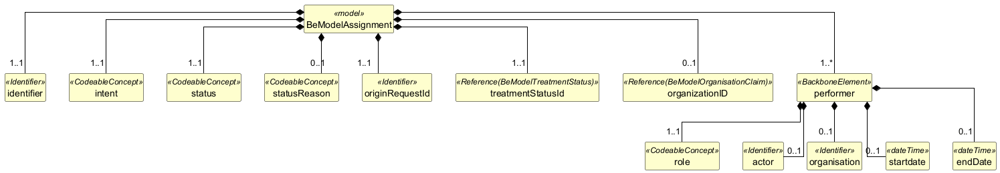 «model»
BeModelAssignment
1..1
1..1
1..1
0..1
1..1
1..1
0..1
1..*
«Identifier»
identifier
«CodeableConcept»
intent
«CodeableConcept»
status
«CodeableConcept»
statusReason
«Identifier»
originRequestId
«Reference(BeModelTreatmentStatus)»
treatmentStatusId
«Reference(BeModelOrganisationClaim)»
organizationID
«BackboneElement»
performer
1..1
0..1
0..1
0..1
0..1
«CodeableConcept»
role
«Identifier»
actor
«Identifier»
organisation
«dateTime»
startdate
«dateTime»
endDate